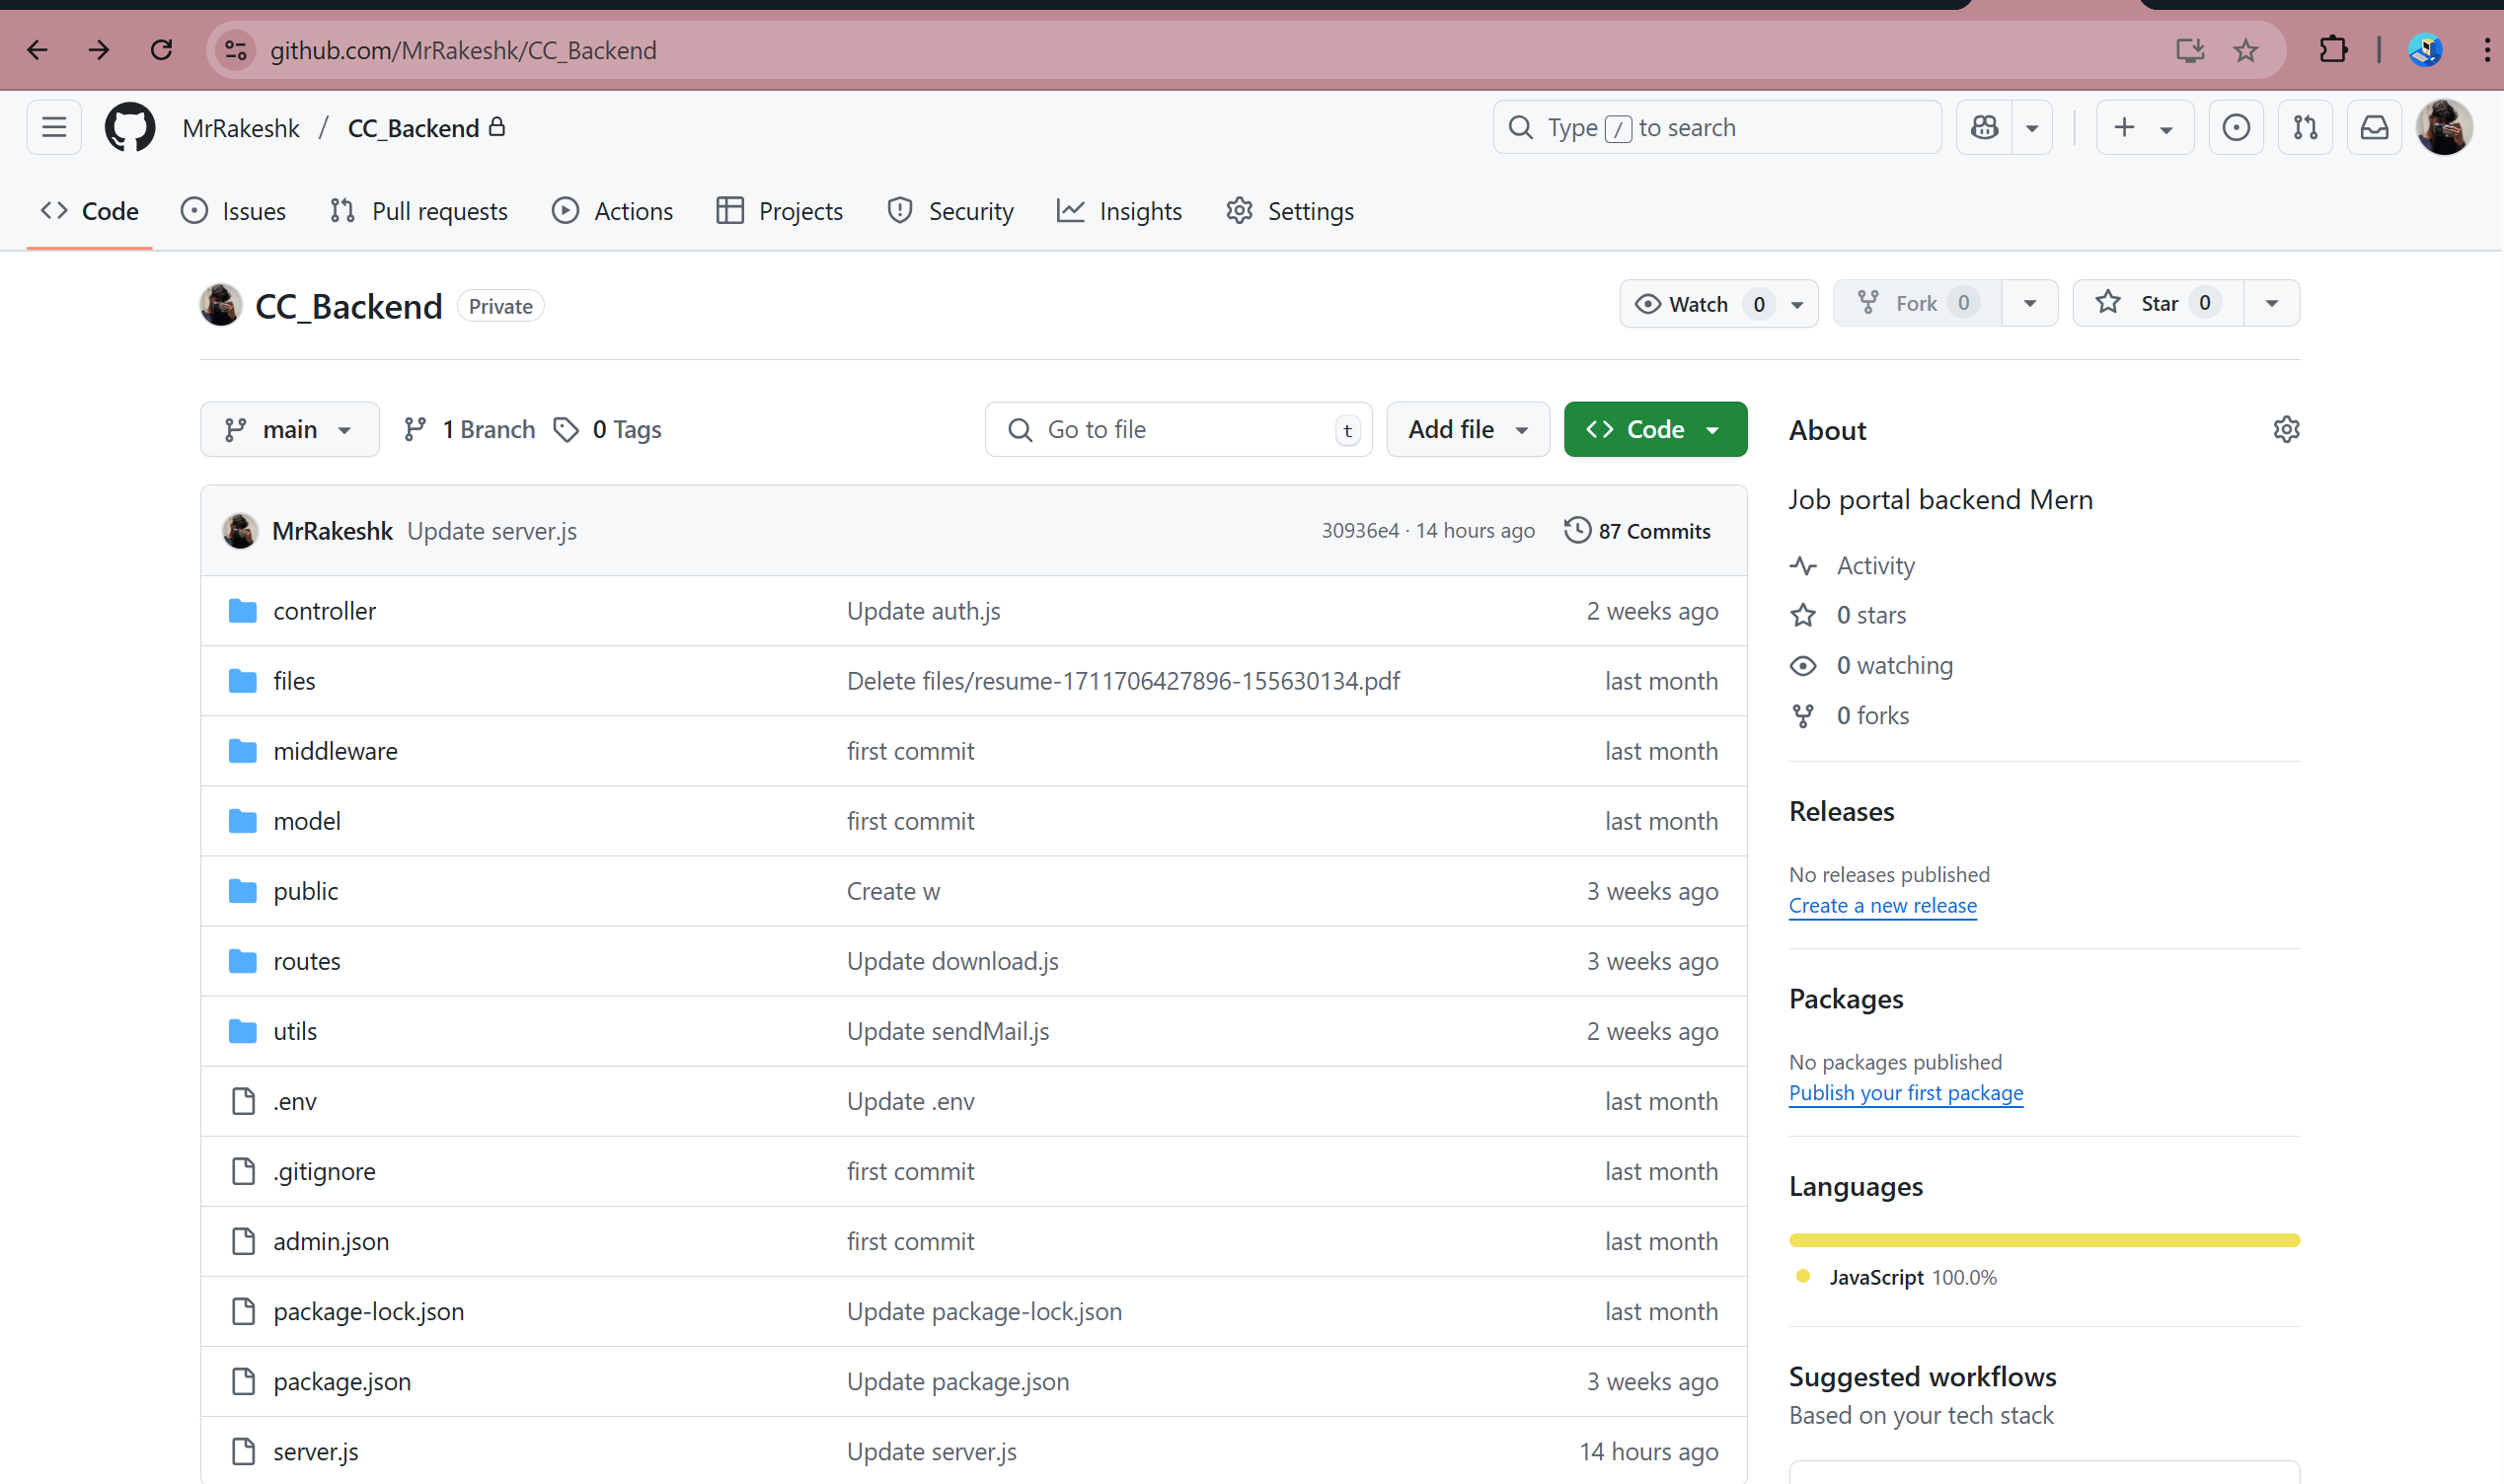 github.com/MrRakeshk/CC_Backend
MrRakeshk / CC_Backend
Type / to search
Code Issues Pull requests Actions Projects Security Insights Settings
CC_Backend Private
Watch 0 Fork 0 Star 0
main 1 Branch 0 Tags Go to file t Add file Code
MrRakeshk Update server.js 30936e4 · 14 hours ago 87 Commits
controller Update auth.js 2 weeks ago
files Delete files/resume-1711706427896-155630134.pdf last month
middleware first commit last month
model first commit last month
public Create w 3 weeks ago
routes Update download.js 3 weeks ago
utils Update sendMail.js 2 weeks ago
.env Update .env last month
.gitignore first commit last month
admin.json first commit last month
package-lock.json Update package-lock.json last month
package.json Update package.json 3 weeks ago
server.js Update server.js 14 hours ago
About
Job portal backend Mern
Activity
0 stars
0 watching
0 forks
Releases
No releases published
Create a new release
Packages
No packages published
Publish your first package
Languages
JavaScript 100.0%
Suggested workflows
Based on your tech stack